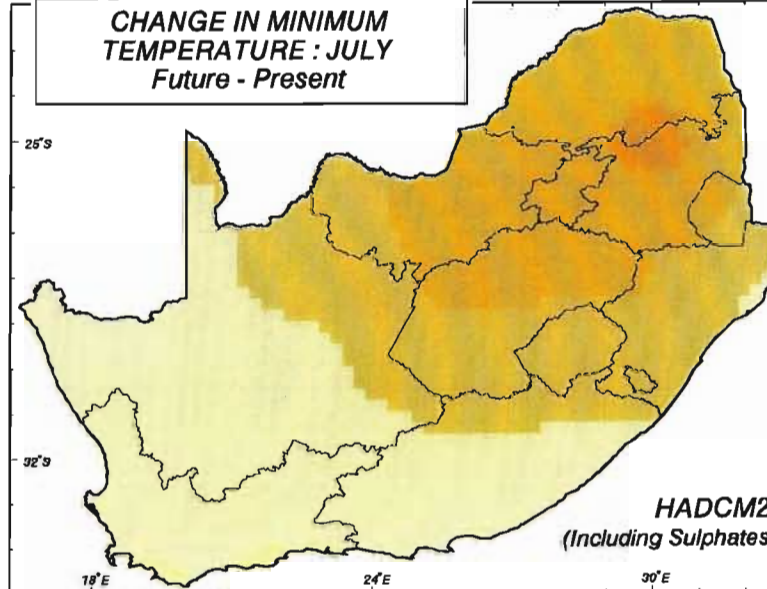 CHANGE IN MINIMUM
TEMPERATURE : JULY
Future - Present
25°S
32°S
HADCM2
(Including Sulphates
18°E
24°E
30°E